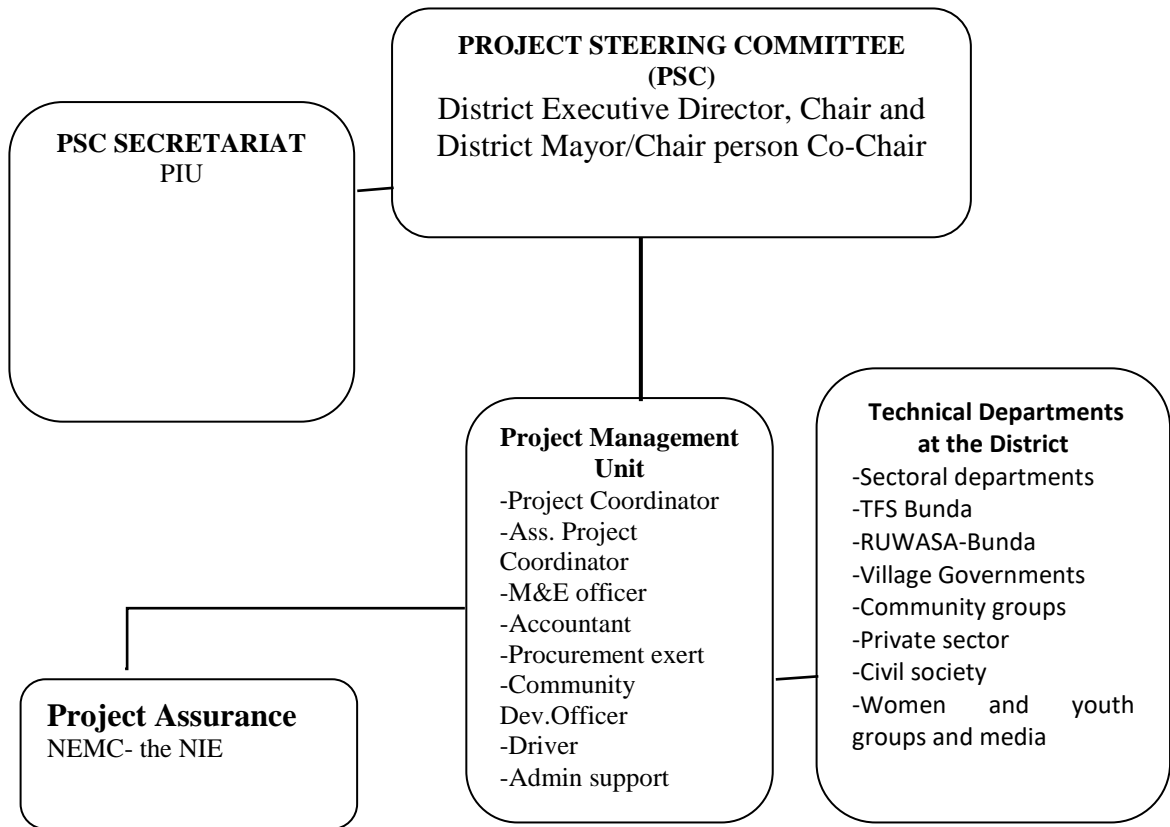 PROJECT STEERING COMMITTEE
(PSC)
District Executive Director, Chair and
District Mayor/Chair person Co-Chair
PSC SECRETARIAT
PIU
Project Management
Unit
-Project Coordinator
-Ass. Project
Coordinator
-M&E officer
-Accountant
-Procurement exert
-Community
Dev.Officer
-Driver
-Admin support
Technical Departments
at the District
-Sectoral departments
-TFS Bunda
-RUWASA-Bunda
-Village Governments
-Community groups
-Private sector
-Civil society
-Women and youth
groups and media
Project Assurance
NEMC- the NIE